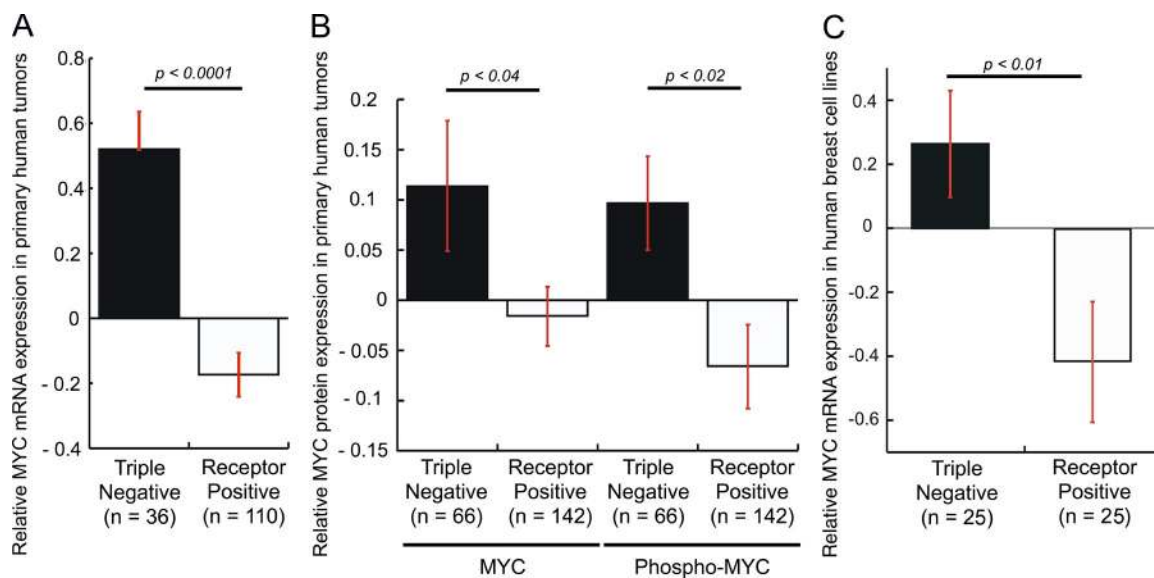 A
Relative MYC mRNA expression in primary human tumors
0.8
0.6
0.4
0.2
0
- 0.2
- 0.4
p < 0.0001
Triple
Negative
(n = 36)
Receptor
Positive
(n = 110)
B
Relative MYC protein expression in primary human tumors
0.2
0.15
0.1
0.05
0
- 0.05
- 0.1
- 0.15
p < 0.04
p < 0.02
Triple
Negative
(n = 66)
Receptor
Positive
(n = 142)
Triple
Negative
(n = 66)
Receptor
Positive
(n = 142)
MYC
Phospho-MYC
C
Relative MYC mRNA expression in human breast cell lines
0.4
0.2
0
-0.2
-0.4
-0.6
p < 0.01
Triple
Negative
(n = 25)
Receptor
Positive
(n = 25)